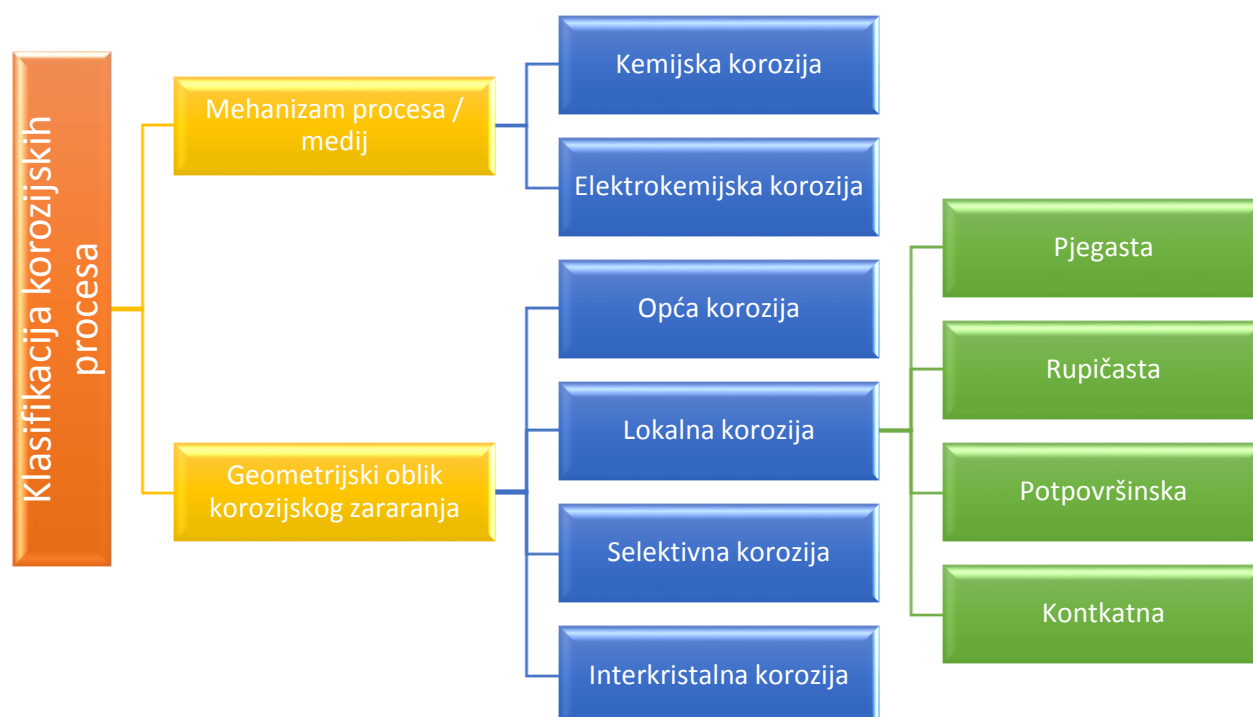 Klasifikacija korozijskih
procesa
Mehanizam procesa /
medij
Kemijska korozija
Elektrokemijska korozija
Geometrijski oblik
korozijskog zararanja
Opća korozija
Lokalna korozija
Pjegasta
Rupičasta
Potpovršinska
Kontkatna
Selektivna korozija
Interkristalna korozija